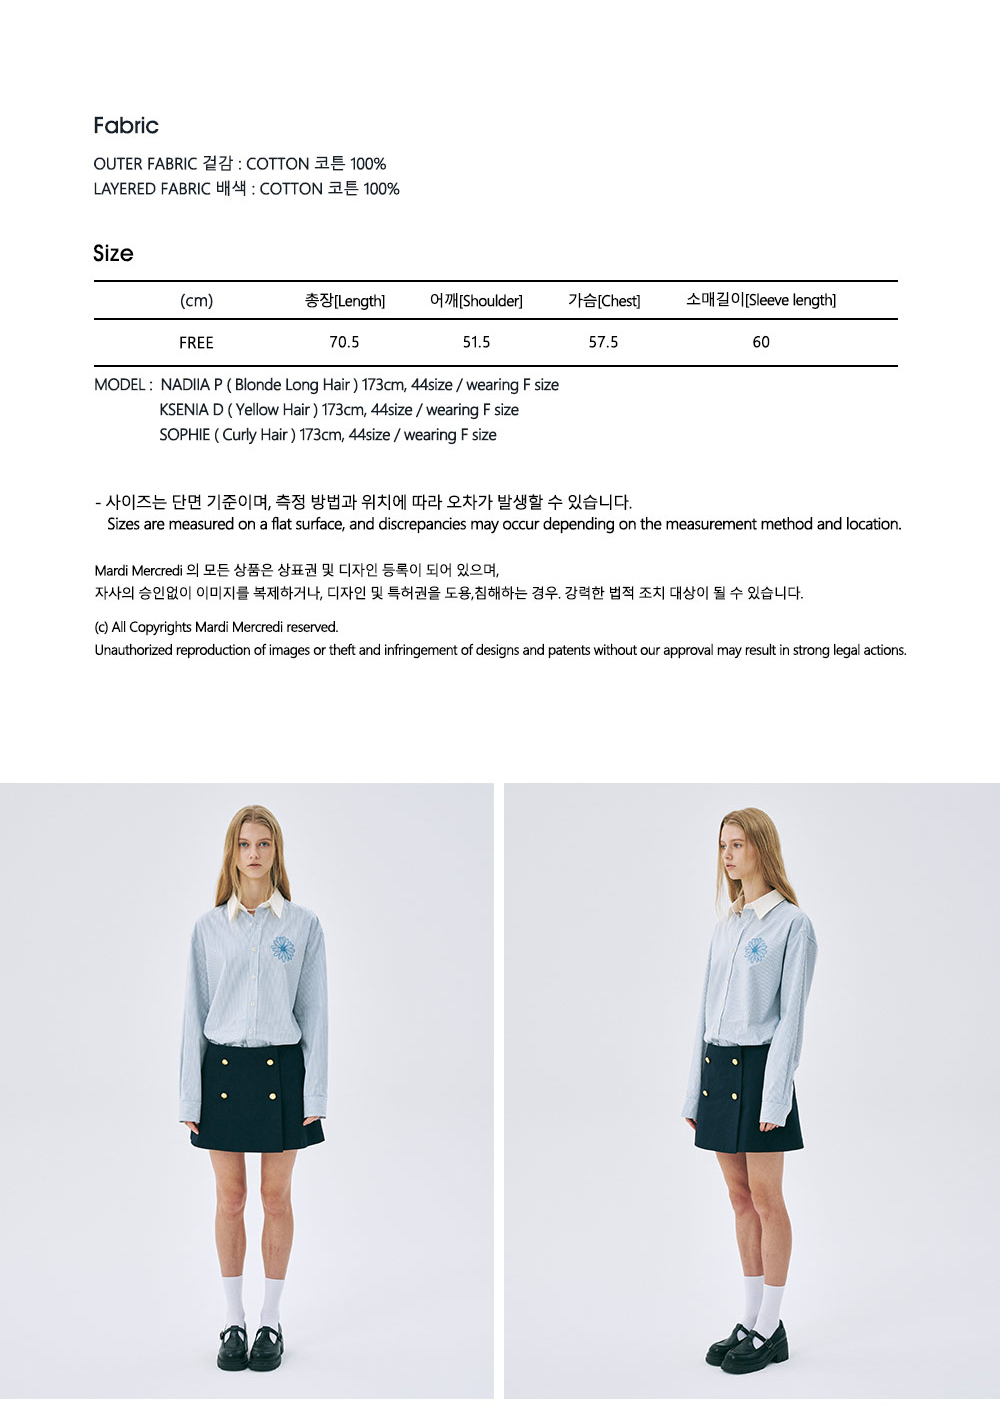 Fabric
OUTER FABRIC 겉감 : COTTON 코튼 100%
LAYERED FABRIC 배색 : COTTON 코튼 100%
Size
(cm) 총장[Length] 어깨[Shoulder] 가슴[Chest] 소매길이[Sleeve length]
FREE 70.5 51.5 57.5 60
MODEL : NADIIA P ( Blonde Long Hair ) 173cm, 44size / wearing F size
KSENIA D ( Yellow Hair ) 173cm, 44size / wearing F size
SOPHIE ( Curly Hair ) 173cm, 44size / wearing F size
- 사이즈는 단면 기준이며, 측정 방법과 위치에 따라 오차가 발생할 수 있습니다.
Sizes are measured on a flat surface, and discrepancies may occur depending on the measurement method and location.
Mardi Mercredi 의 모든 상품은 상표권 및 디자인 등록이 되어 있으며,
자사의 승인없이 이미지를 복제하거나, 디자인 및 특허권을 도용,침해하는 경우. 강력한 법적 조치 대상이 될 수 있습니다.
(c) All Copyrights Mardi Mercredi reserved.
Unauthorized reproduction of images or theft and infringement of designs and patents without our approval may result in strong legal actions.